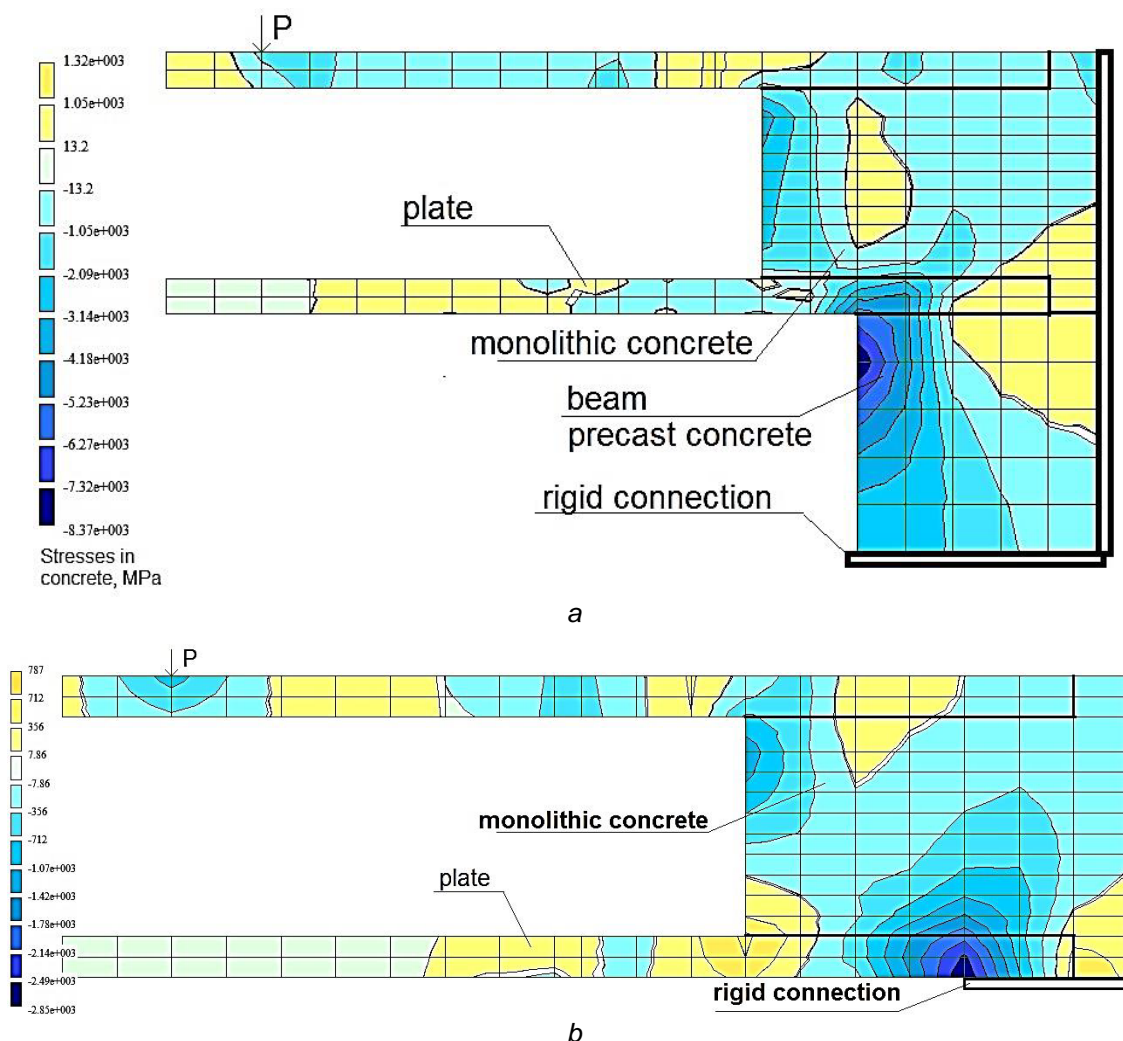 P
1.32e+003
1.05e+003
13.2
-13.2
-1.05e+003
-2.09e+003
-3.14e+003
-4.18e+003
-5.23e+003
-6.27e+003
-7.32e+003
-8.37e+003
Stresses in
concrete, MPa
plate
monolithic concrete
beam
precast concrete
rigid connection
a
P
787
712
356
7.86
-7.86
-356
-712
-1.07e+003
-1.42e+003
-1.78e+003
-2.14e+003
-2.49e+003
-2.85e+003
monolithic concrete
plate
rigid connection
b